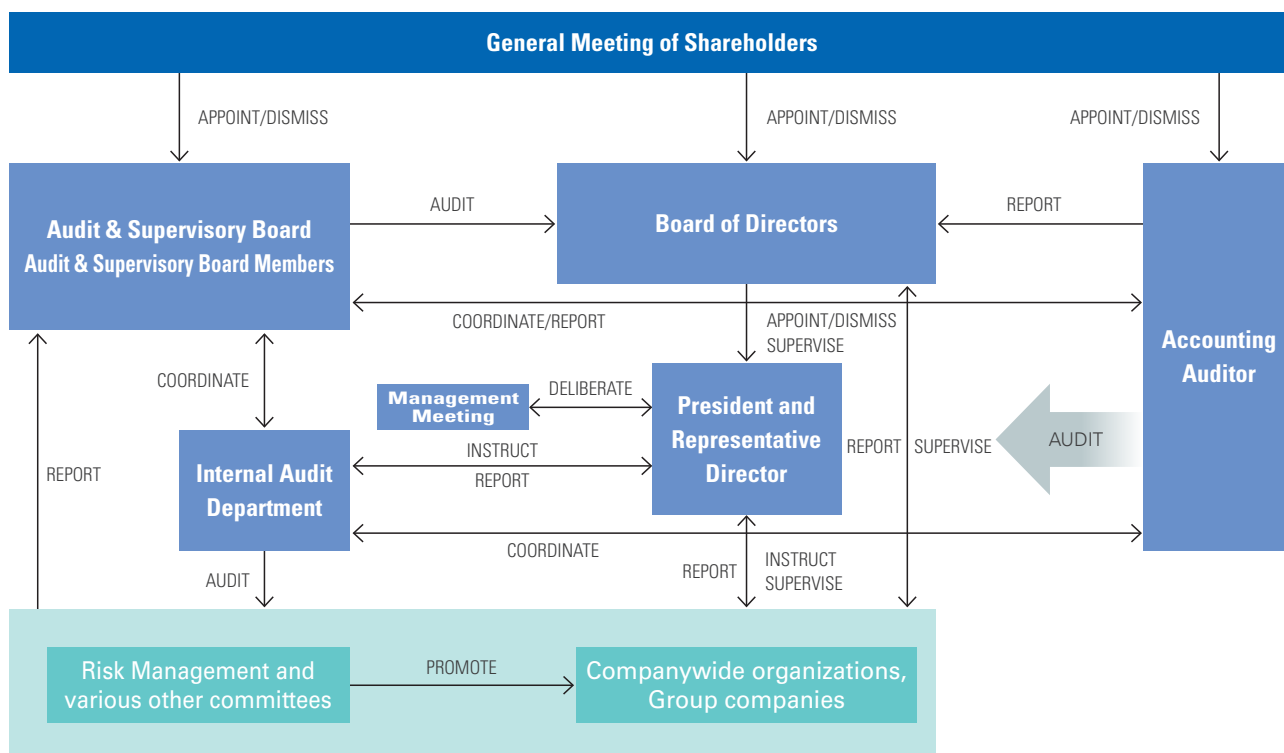 General Meeting of Shareholders
APPOINT/DISMISS
APPOINT/DISMISS
APPOINT/DISMISS
Audit & Supervisory Board
Audit & Supervisory Board Members
AUDIT
Board of Directors
REPORT
Accounting
Auditor
COORDINATE/REPORT
APPOINT/DISMISS
SUPERVISE
COORDINATE
Management
Meeting
DELIBERATE
President and
Representative
Director
INSTRUCT
REPORT
REPORT
SUPERVISE
AUDIT
REPORT
Internal Audit
Department
COORDINATE
AUDIT
REPORT
INSTRUCT
SUPERVISE
Risk Management and
various other committees
PROMOTE
Companywide organizations,
Group companies